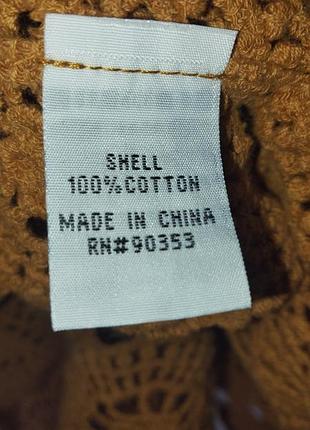 SHELL
100%COTTON
MADE IN CHINA
RN#90353